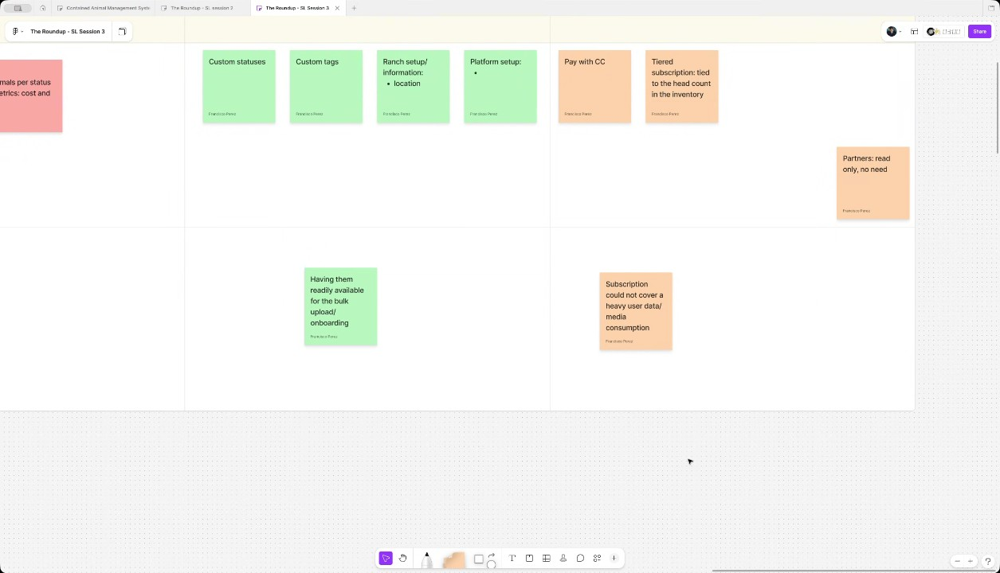 Contained Animal Management Syste
The Roundup - SL session 2
The Roundup - SL Session 3
The Roundup - SL Session 3
Share
mals per status
etrics: cost and
Custom statuses
Francisco Perez
Custom tags
Francisco Perez
Ranch setup/
information:
• location
Francisco Perez
Platform setup:
•
Francisco Perez
Pay with CC
Francisco Perez
Tiered
subscription: tied
to the head count
in the inventory
Francisco Perez
Partners: read
only, no need
Francisco Perez
Having them
readily available
for the bulk
upload/
onboarding
Francisco Perez
Subscription
could not cover a
heavy user data/
media
consumption
Francisco Perez